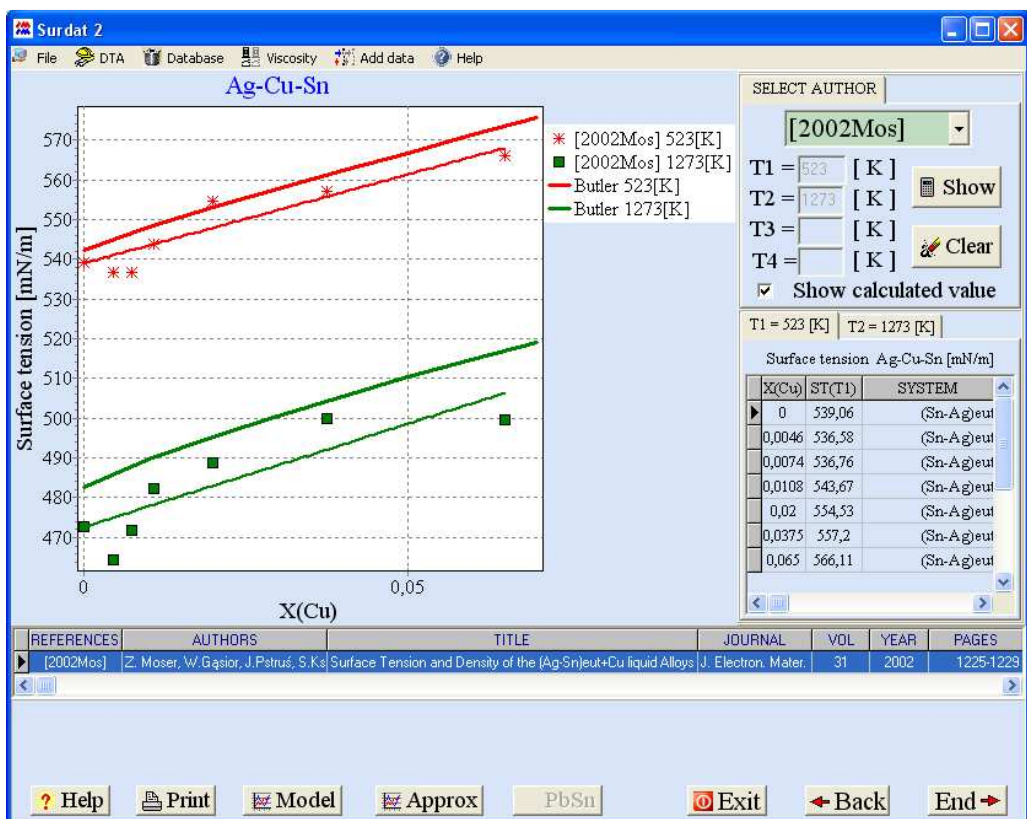 Surdat 2
File DTA Database Viscosity Add data Help
Ag-Cu-Sn
570
560
550
540
530
520
510
500
490
480
470
Surface tension [mN/m]
0 0,05
X(Cu)
[2002Mos] 523[K]
[2002Mos] 1273[K]
Butler 523[K]
Butler 1273[K]
SELECT AUTHOR
[2002Mos]
T1 = 523 [ K ]
T2 = 1273 [ K ]
T3 = [ K ]
T4 = [ K ]
Show
Clear
Show calculated value
T1 = 523 [K] T2 = 1273 [K]
Surface tension Ag-Cu-Sn [mN/m]
X(Cu) ST(T1) SYSTEM
0 539,06 (Sn-Ag)eut
0,0046 536,58 (Sn-Ag)eut
0,0074 536,76 (Sn-Ag)eut
0,0108 543,67 (Sn-Ag)eut
0,02 554,53 (Sn-Ag)eut
0,0375 557,2 (Sn-Ag)eut
0,065 566,11 (Sn-Ag)eut
REFERENCES AUTHORS TITLE JOURNAL VOL YEAR PAGES
[2002Mos] Z. Moser, W.Gąsior, J.Pstruś, S.Ks Surface Tension and Density of the (Ag-Sn)eut+Cu liquid Alloys J. Electron. Mater. 31 2002 1225-1229
Help Print Model Approx PbSn Exit Back End